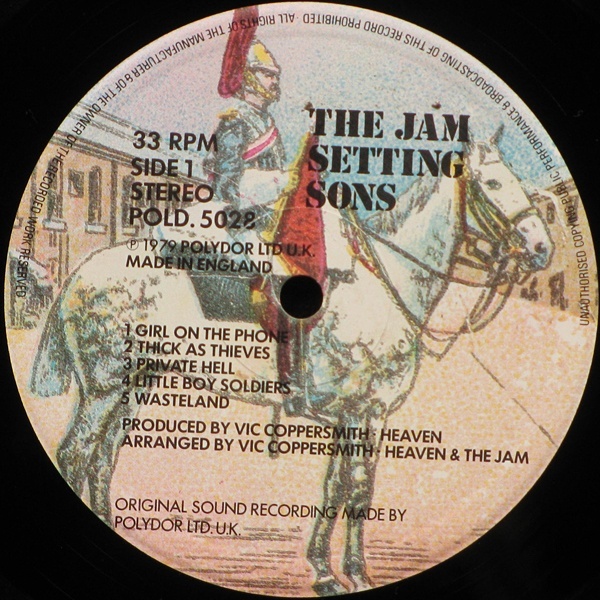 ALL RIGHTS OF THE MANUFACTURER & OF THE OWNER OF THE RECORDED WORK RESERVED
UNAUTHORISED COPYING PUBLIC PERFORMANCE & BROADCASTING OF THIS RECORD PROHIBITED
THE JAM
SETTING
SONS
33 RPM
SIDE 1
STEREO
POLD. 5028
℗ 1979 POLYDOR LTD U.K.
MADE IN ENGLAND
1 GIRL ON THE PHONE
2 THICK AS THIEVES
3 PRIVATE HELL
4 LITTLE BOY SOLDIERS
5 WASTELAND
PRODUCED BY VIC COPPERSMITH - HEAVEN
ARRANGED BY VIC COPPERSMITH - HEAVEN & THE JAM
ORIGINAL SOUND RECORDING MADE BY
POLYDOR LTD. U.K.